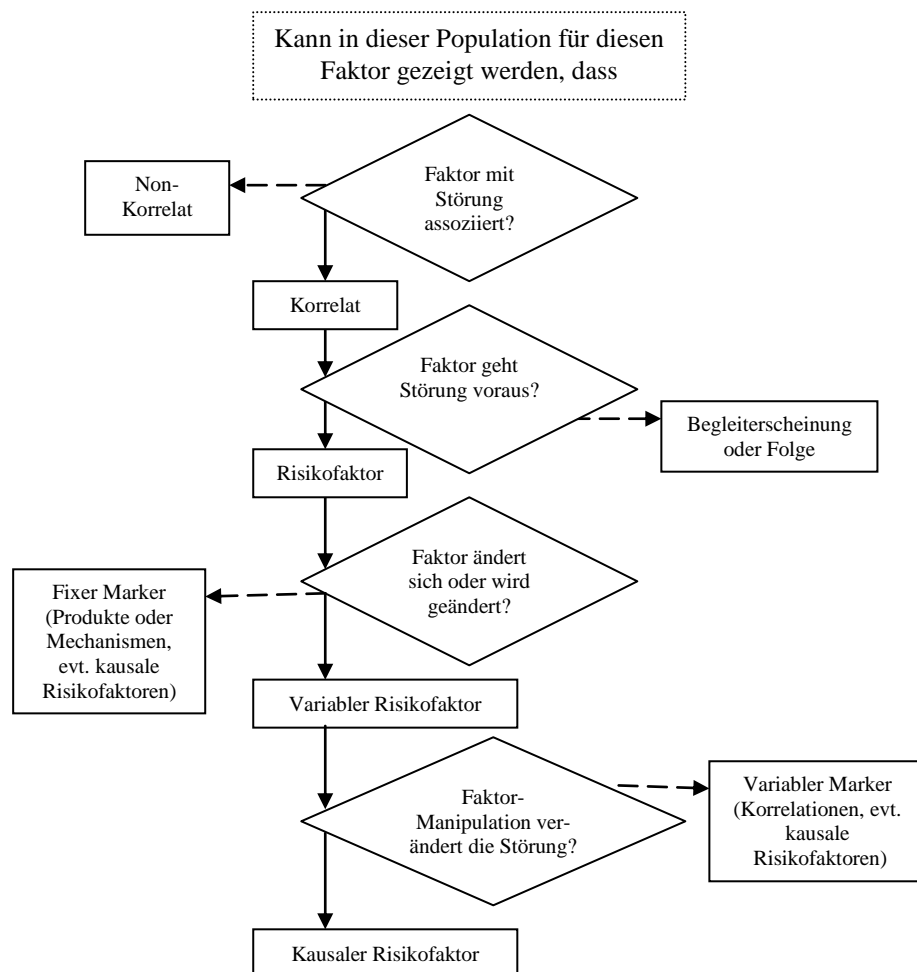 Kann in dieser Population für diesen
Faktor gezeigt werden, dass
Faktor mit
Störung
assoziiert?
Non-
Korrelat
Korrelat
Faktor geht
Störung voraus?
Begleiterscheinung
oder Folge
Risikofaktor
Faktor ändert
sich oder wird
geändert?
Fixer Marker
(Produkte oder
Mechanismen,
evt. kausale
Risikofaktoren)
Variabler Risikofaktor
Faktor-
Manipulation ver-
ändert die Störung?
Variabler Marker
(Korrelationen, evt.
kausale
Risikofaktoren)
Kausaler Risikofaktor